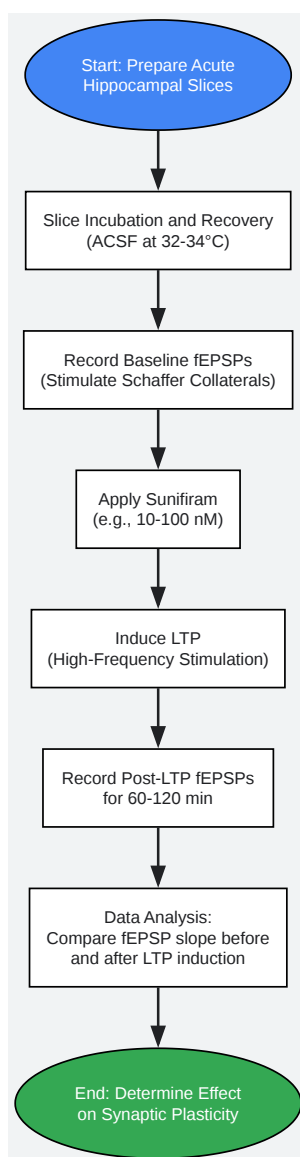 Start: Prepare Acute
Hippocampal Slices
Slice Incubation and Recovery
(ACSF at 32-34°C)
Record Baseline fEPSPs
(Stimulate Schaffer Collaterals)
Apply Sunifiram
(e.g., 10-100 nM)
Induce LTP
(High-Frequency Stimulation)
Record Post-LTP fEPSPs
for 60-120 min
Data Analysis:
Compare fEPSP slope before
and after LTP induction
End: Determine Effect
on Synaptic Plasticity